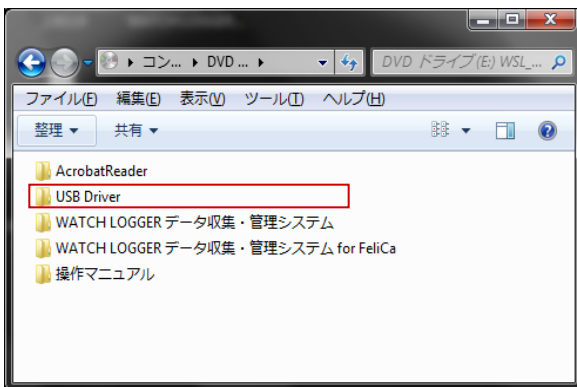 コン... DVD ... DVD ドライブ(E:) WSL_...
ファイル(F) 編集(E) 表示(V) ツール(T) ヘルプ(H)
整理 共有
AcrobatReader
USB Driver
WATCH LOGGER データ収集・管理システム
WATCH LOGGER データ収集・管理システム for FeliCa
操作マニュアル